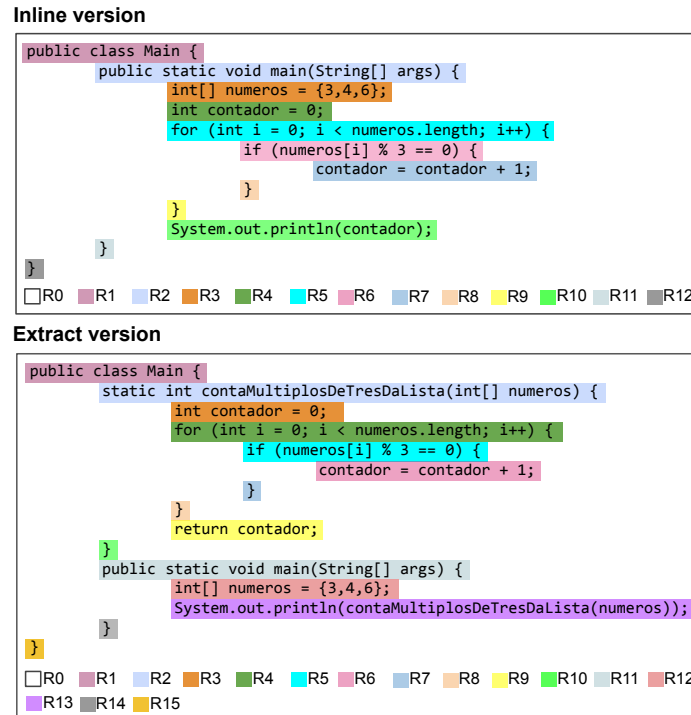 Inline version
public class Main {
public static void main(String[] args) {
int[] numeros = {3,4,6};
int contador = 0;
for (int i = 0; i < numeros.length; i++) {
if (numeros[i] % 3 == 0) {
contador = contador + 1;
}
}
System.out.println(contador);
}
}
R0 R1 R2 R3 R4 R5 R6 R7 R8 R9 R10 R11 R12
Extract version
public class Main {
static int contaMultiplosDeTresDaLista(int[] numeros) {
int contador = 0;
for (int i = 0; i < numeros.length; i++) {
if (numeros[i] % 3 == 0) {
contador = contador + 1;
}
}
return contador;
}
public static void main(String[] args) {
int[] numeros = {3,4,6};
System.out.println(contaMultiplosDeTresDaLista(numeros));
}
}
R0 R1 R2 R3 R4 R5 R6 R7 R8 R9 R10 R11 R12
R13 R14 R15